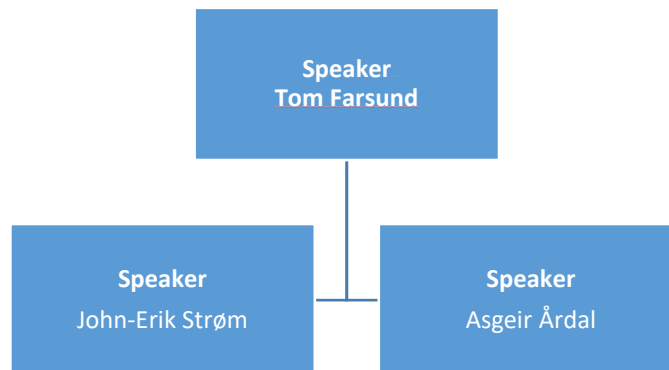 Speaker
Tom Farsund
Speaker
John-Erik Strøm
Speaker
Asgeir Årdal